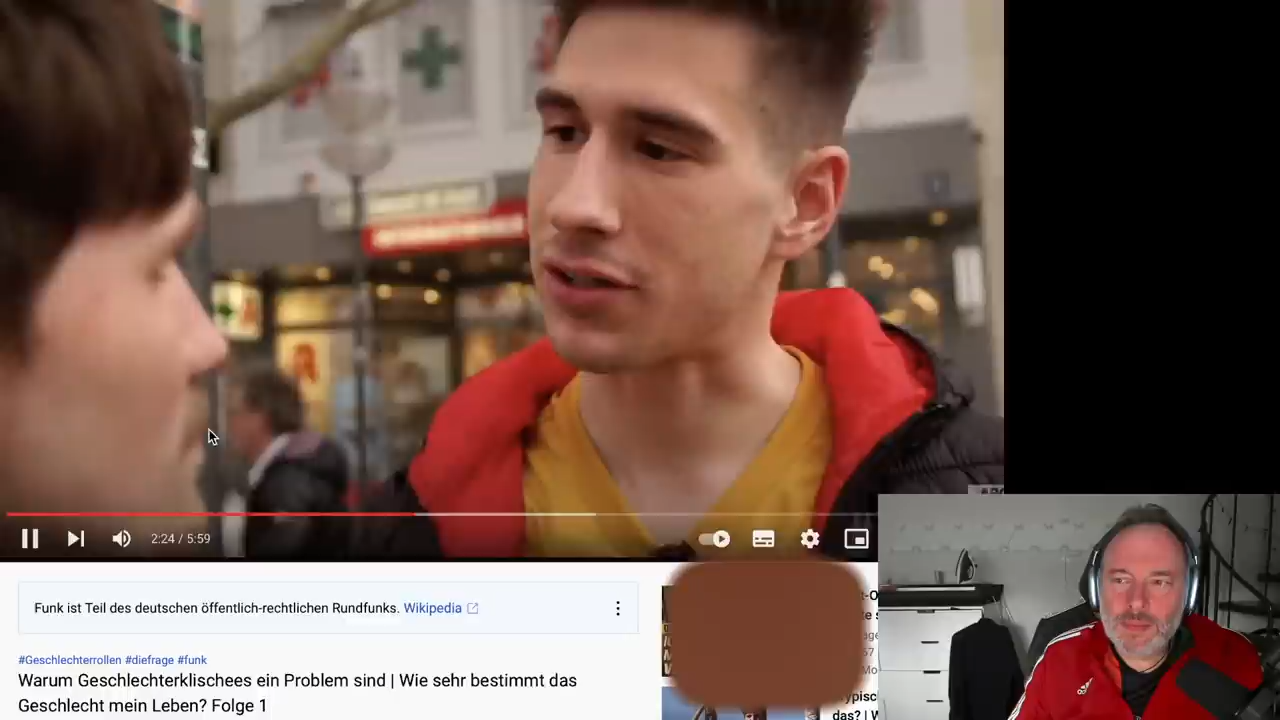 2:24 / 5:59
Funk ist Teil des deutschen öffentlich-rechtlichen Rundfunks. Wikipedia
#Geschlechterrollen #diefrage #funk
Warum Geschlechterklischees ein Problem sind | Wie sehr bestimmt das
Geschlecht mein Leben? Folge 1
das? | W